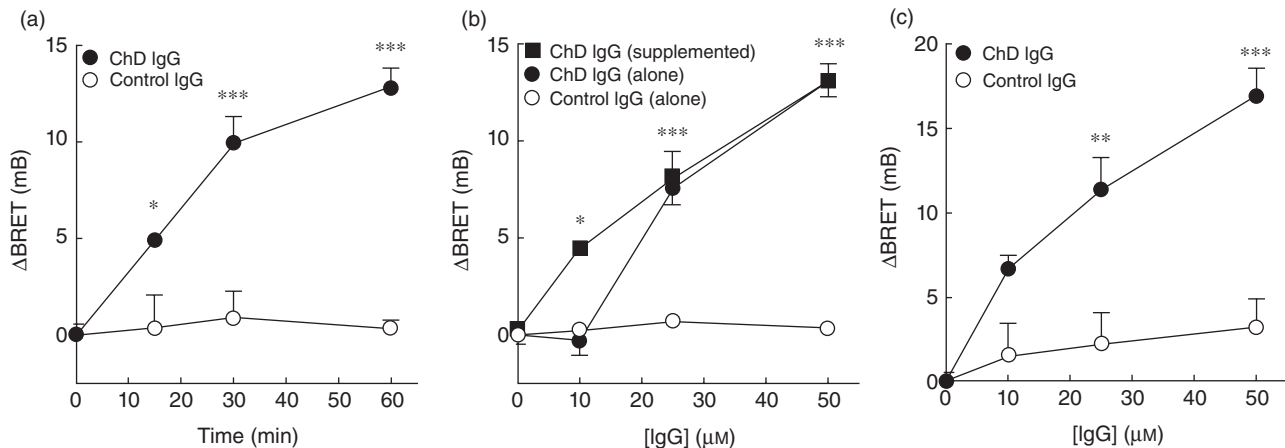 (a)
15
10
5
0
ΔBRET (mB)
ChD IgG
Control IgG
*
***
***
0 10 20 30 40 50 60
Time (min)
(b)
15
10
5
0
ΔBRET (mB)
ChD IgG (supplemented)
ChD IgG (alone)
Control IgG (alone)
*
***
***
0 10 20 30 40 50
[IgG] (μM)
(c)
20
15
10
5
0
ΔBRET (mB)
ChD IgG
Control IgG
**
***
0 10 20 30 40 50
[IgG] (μM)